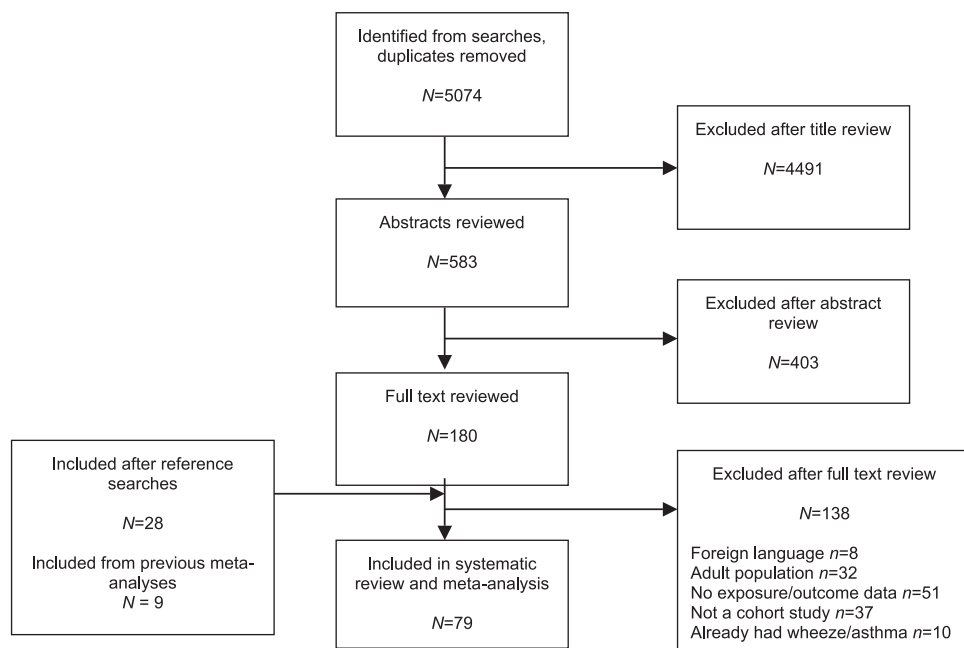 Identified from searches,
duplicates removed
N=5074
Excluded after title review
N=4491
Abstracts reviewed
N=583
Excluded after abstract
review
N=403
Full text reviewed
N=180
Included after reference
searches
N=28
Included from previous meta-
analyses
N = 9
Excluded after full text review
N=138
Foreign language n=8
Adult population n=32
No exposure/outcome data n=51
Not a cohort study n=37
Already had wheeze/asthma n=10
Included in systematic
review and meta-analysis
N=79